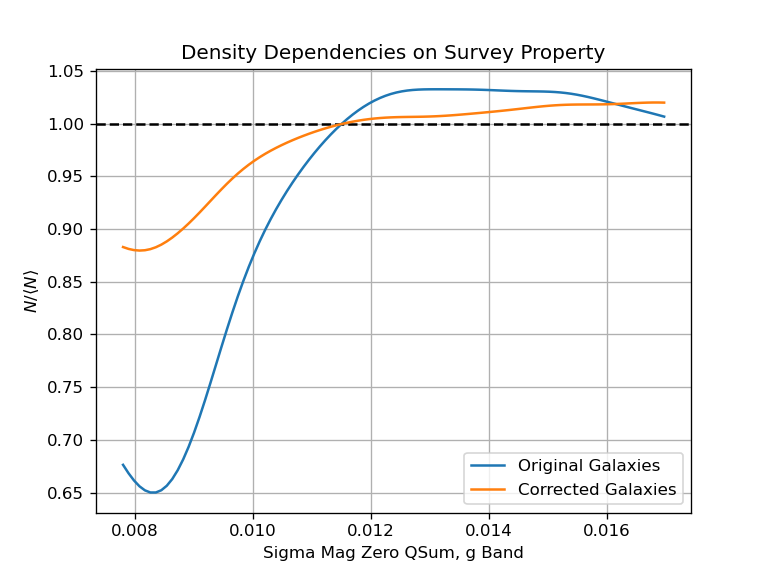 Density Dependencies on Survey Property
1.05
1.00
0.95
0.90
0.85
0.80
0.75
0.70
0.65
N/⟨N⟩
0.008 0.010 0.012 0.014 0.016
Sigma Mag Zero QSum, g Band
Original Galaxies
Corrected Galaxies